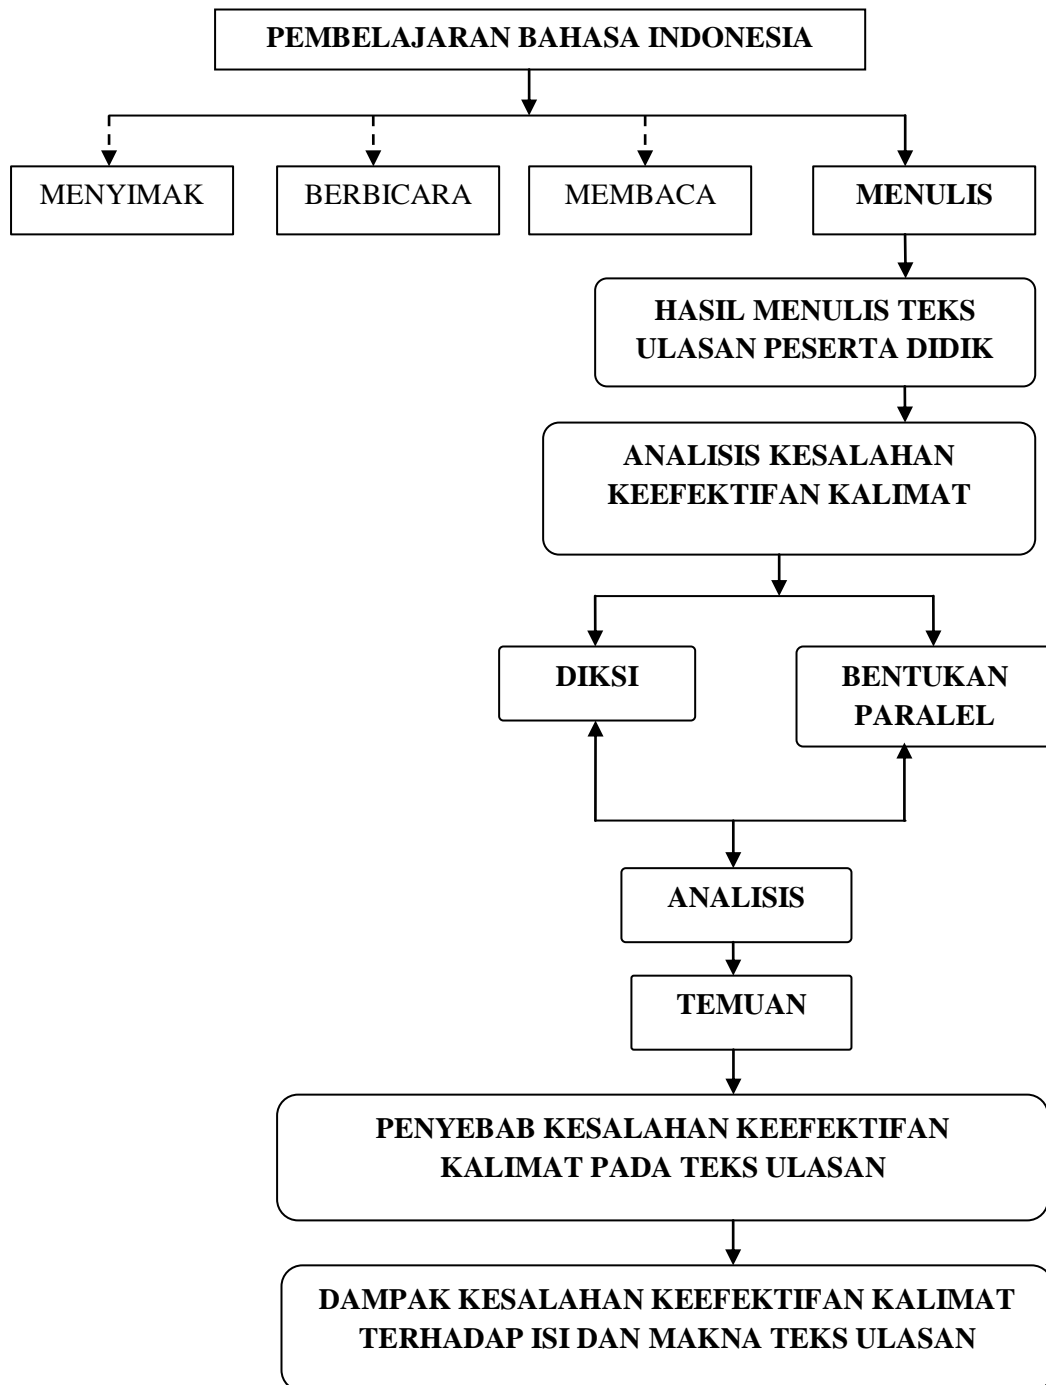 PEMBELAJARAN BAHASA INDONESIA
MENYIMAK
BERBICARA
MEMBACA
MENULIS
HASIL MENULIS TEKS
ULASAN PESERTA DIDIK
ANALISIS KESALAHAN
KEEFEKTIFAN KALIMAT
DIKSI
BENTUKAN
PARALEL
ANALISIS
TEMUAN
PENYEBAB KESALAHAN KEEFEKTIFAN
KALIMAT PADA TEKS ULASAN
DAMPAK KESALAHAN KEEFEKTIFAN KALIMAT
TERHADAP ISI DAN MAKNA TEKS ULASAN